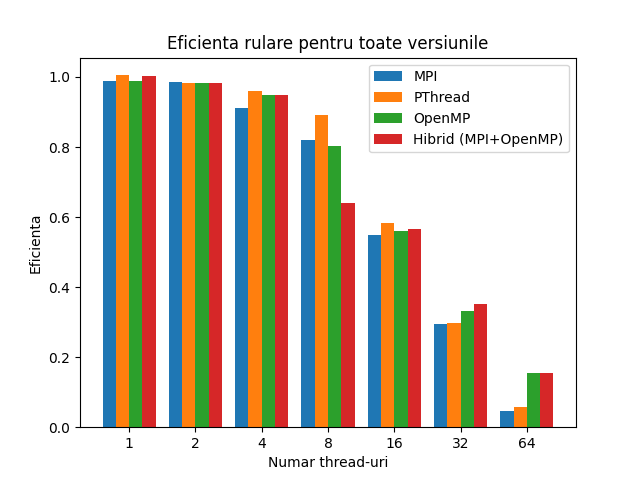 Eficienta rulare pentru toate versiunile
MPI
PThread
OpenMP
Hibrid (MPI+OpenMP)
Eficienta
1.0
0.8
0.6
0.4
0.2
0.0
1 2 4 8 16 32 64
Numar thread-uri